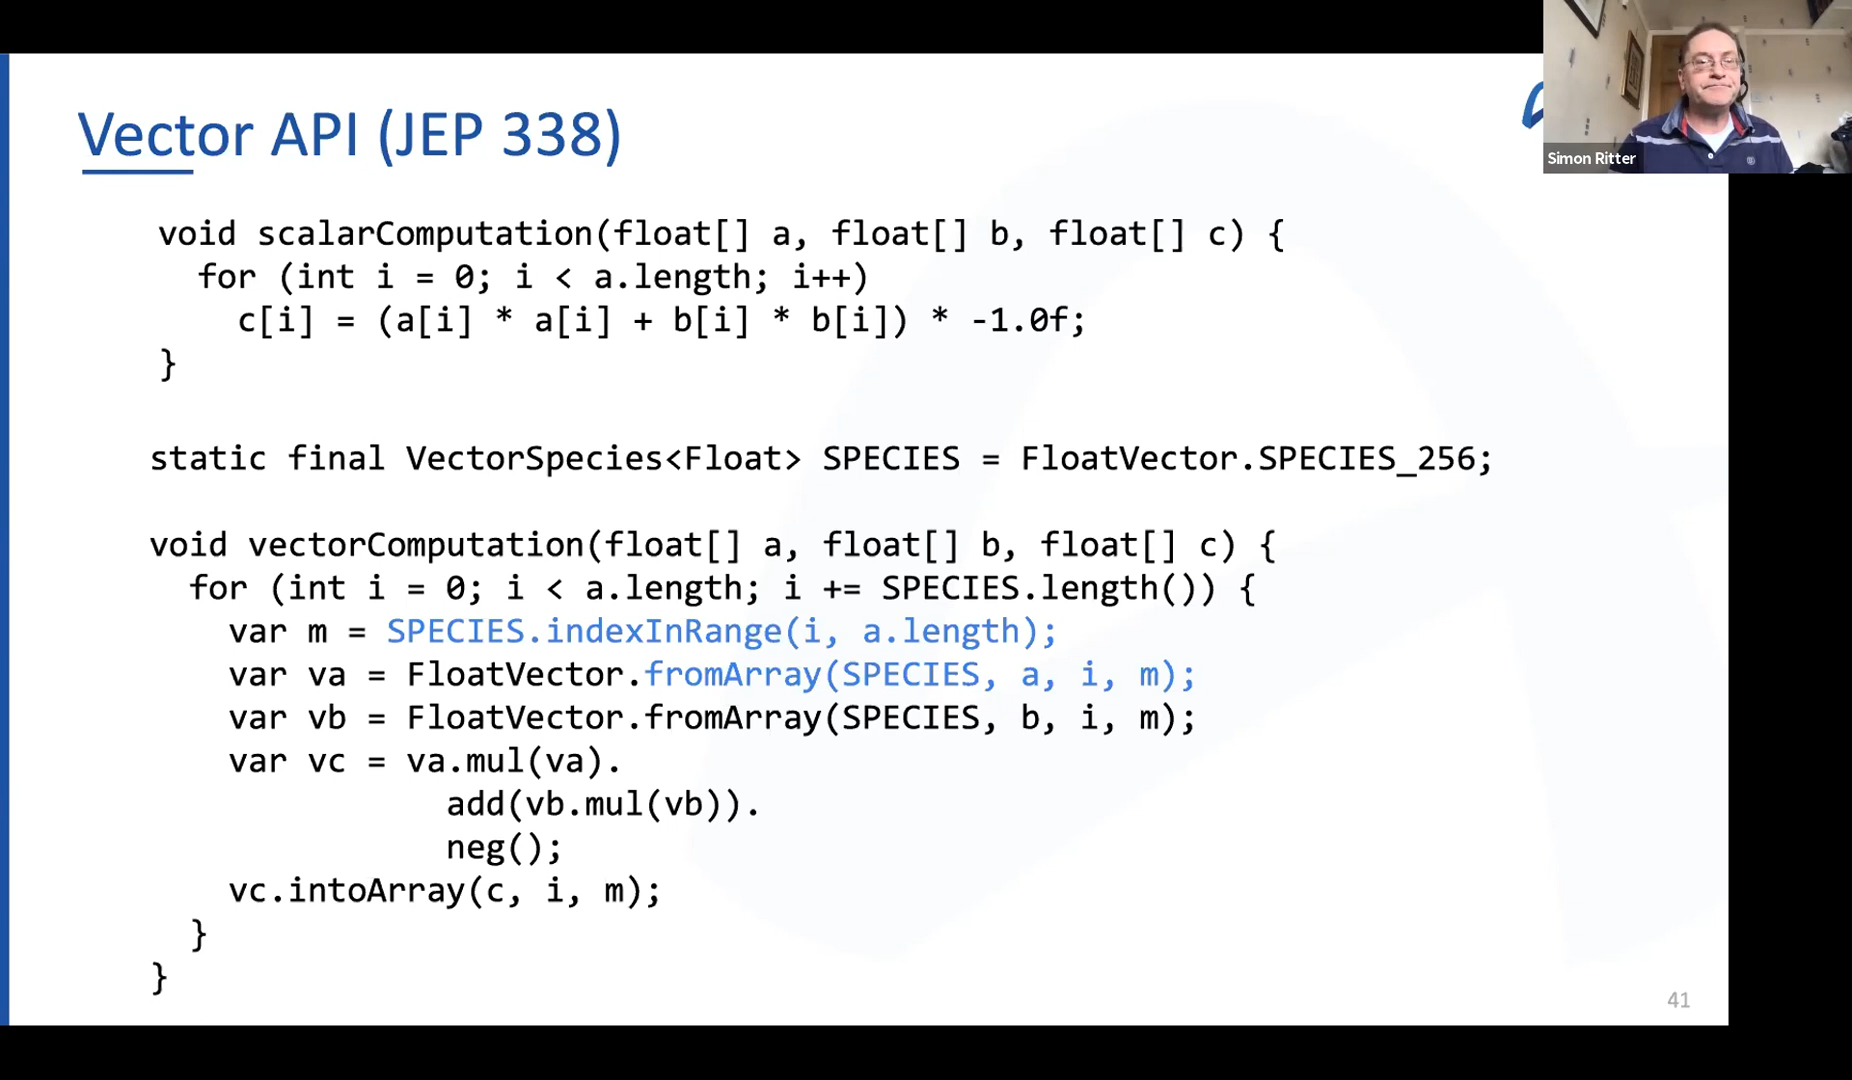 Vector API (JEP 338)
Simon Ritter
void scalarComputation(float[] a, float[] b, float[] c) {
for (int i = 0; i < a.length; i++)
c[i] = (a[i] * a[i] + b[i] * b[i]) * -1.0f;
}
static final VectorSpecies<Float> SPECIES = FloatVector.SPECIES_256;
void vectorComputation(float[] a, float[] b, float[] c) {
for (int i = 0; i < a.length; i += SPECIES.length()) {
var m = SPECIES.indexInRange(i, a.length);
var va = FloatVector.fromArray(SPECIES, a, i, m);
var vb = FloatVector.fromArray(SPECIES, b, i, m);
var vc = va.mul(va).
add(vb.mul(vb)).
neg();
vc.intoArray(c, i, m);
}
}
41